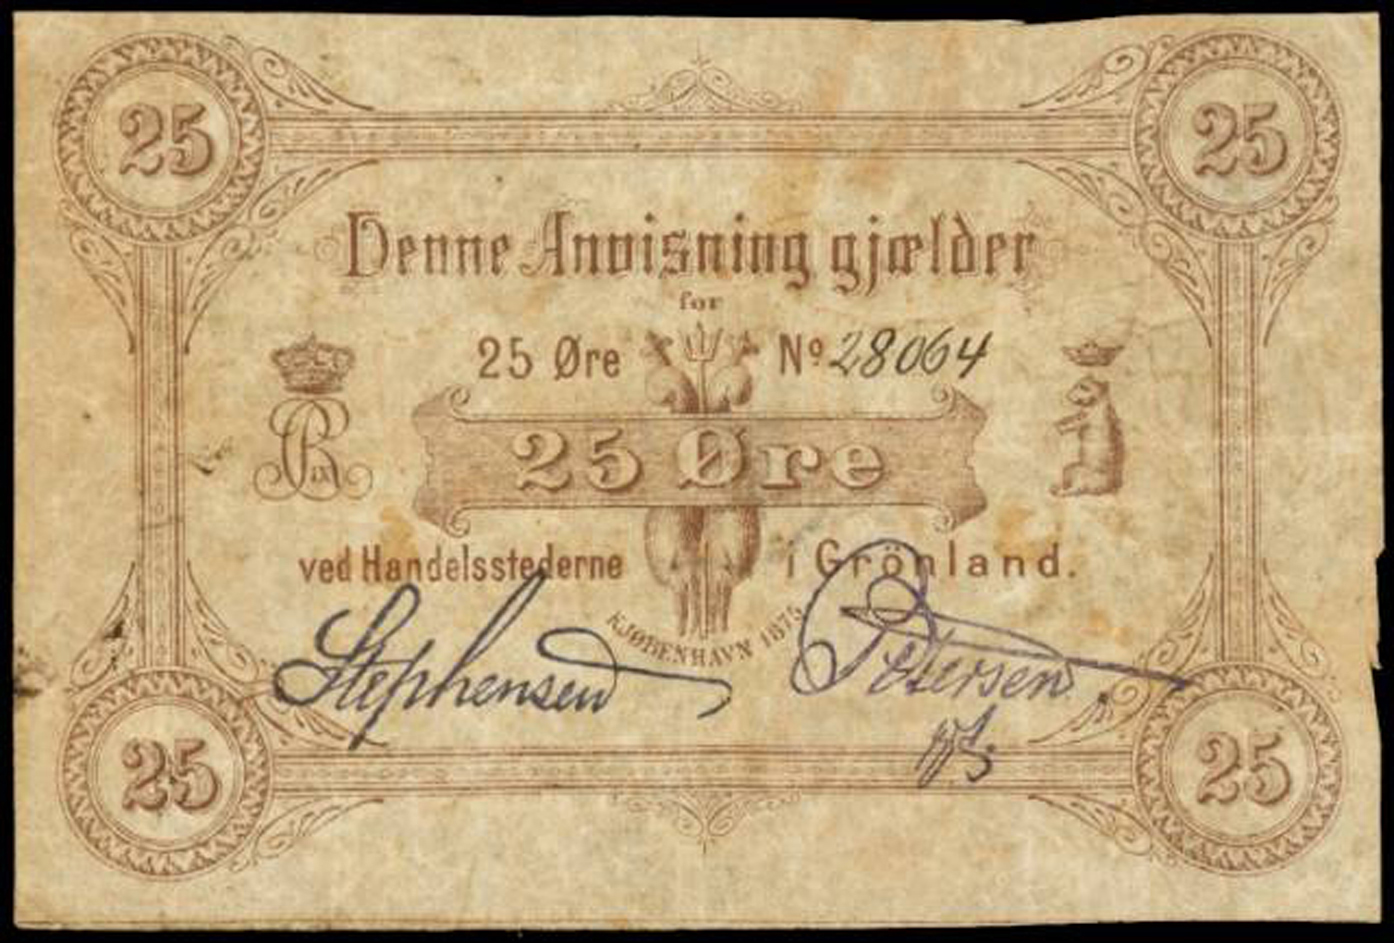 25 25
Denne Anvisning gjælder
for
25 Øre Nº 28064
25 Øre
ved Handelsstederne i Grönland.
KJØBENHAVN 1875
Stephensen Petersen
25 25